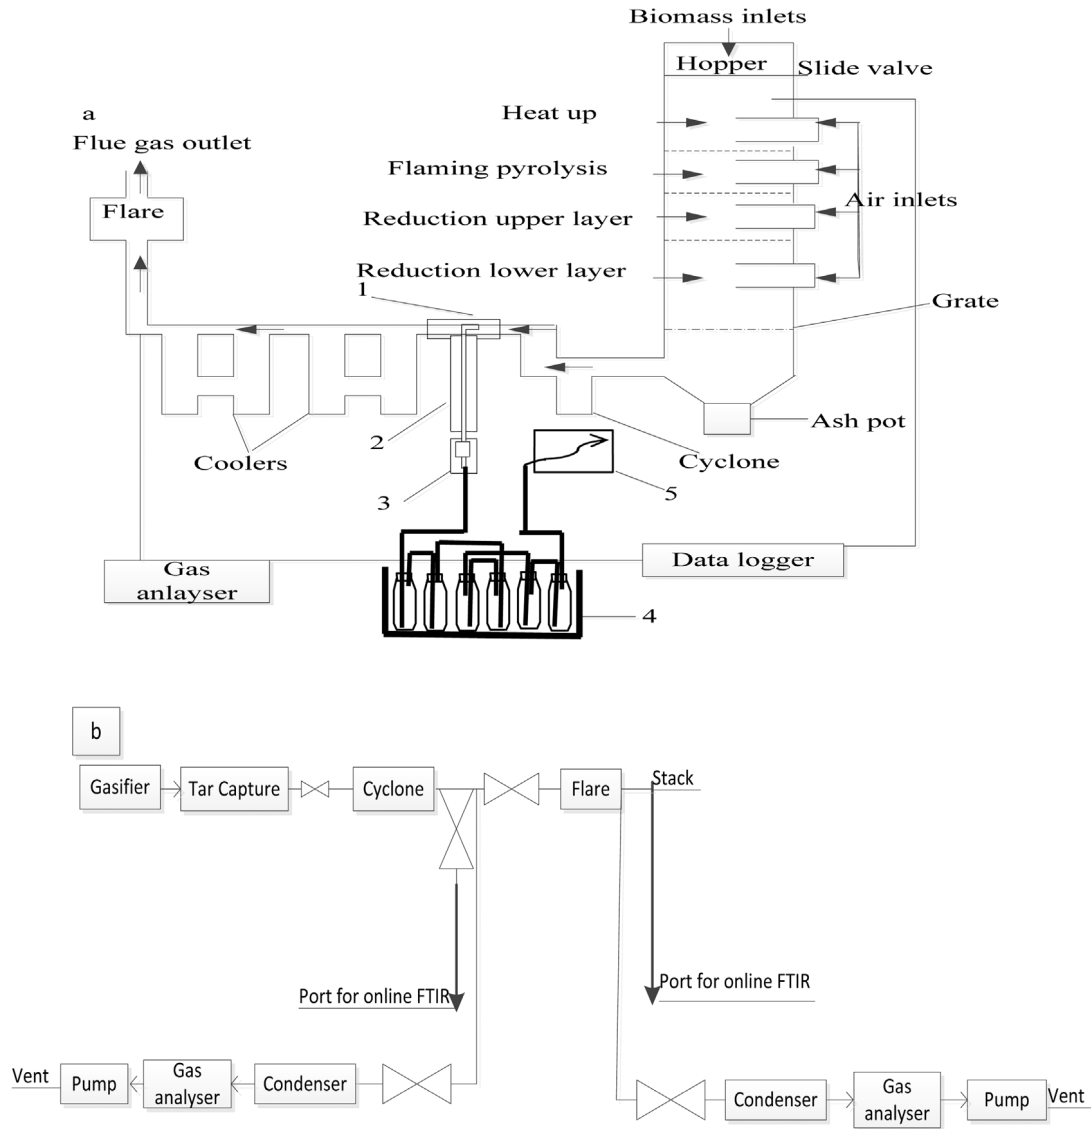 Biomass inlets
Hopper
Slide valve
a
Heat up
Flue gas outlet
Flaming pyrolysis
Flare
Air inlets
Reduction upper layer
Reduction lower layer
1
Grate
2
Ash pot
Coolers
Cyclone
3
5
Gas
anlayser
Data logger
4
b
Gasifier
Tar Capture
Cyclone
Flare
Stack
Port for online FTIR
Port for online FTIR
Vent
Pump
Gas
analyser
Condenser
Condenser
Gas
analyser
Pump
Vent